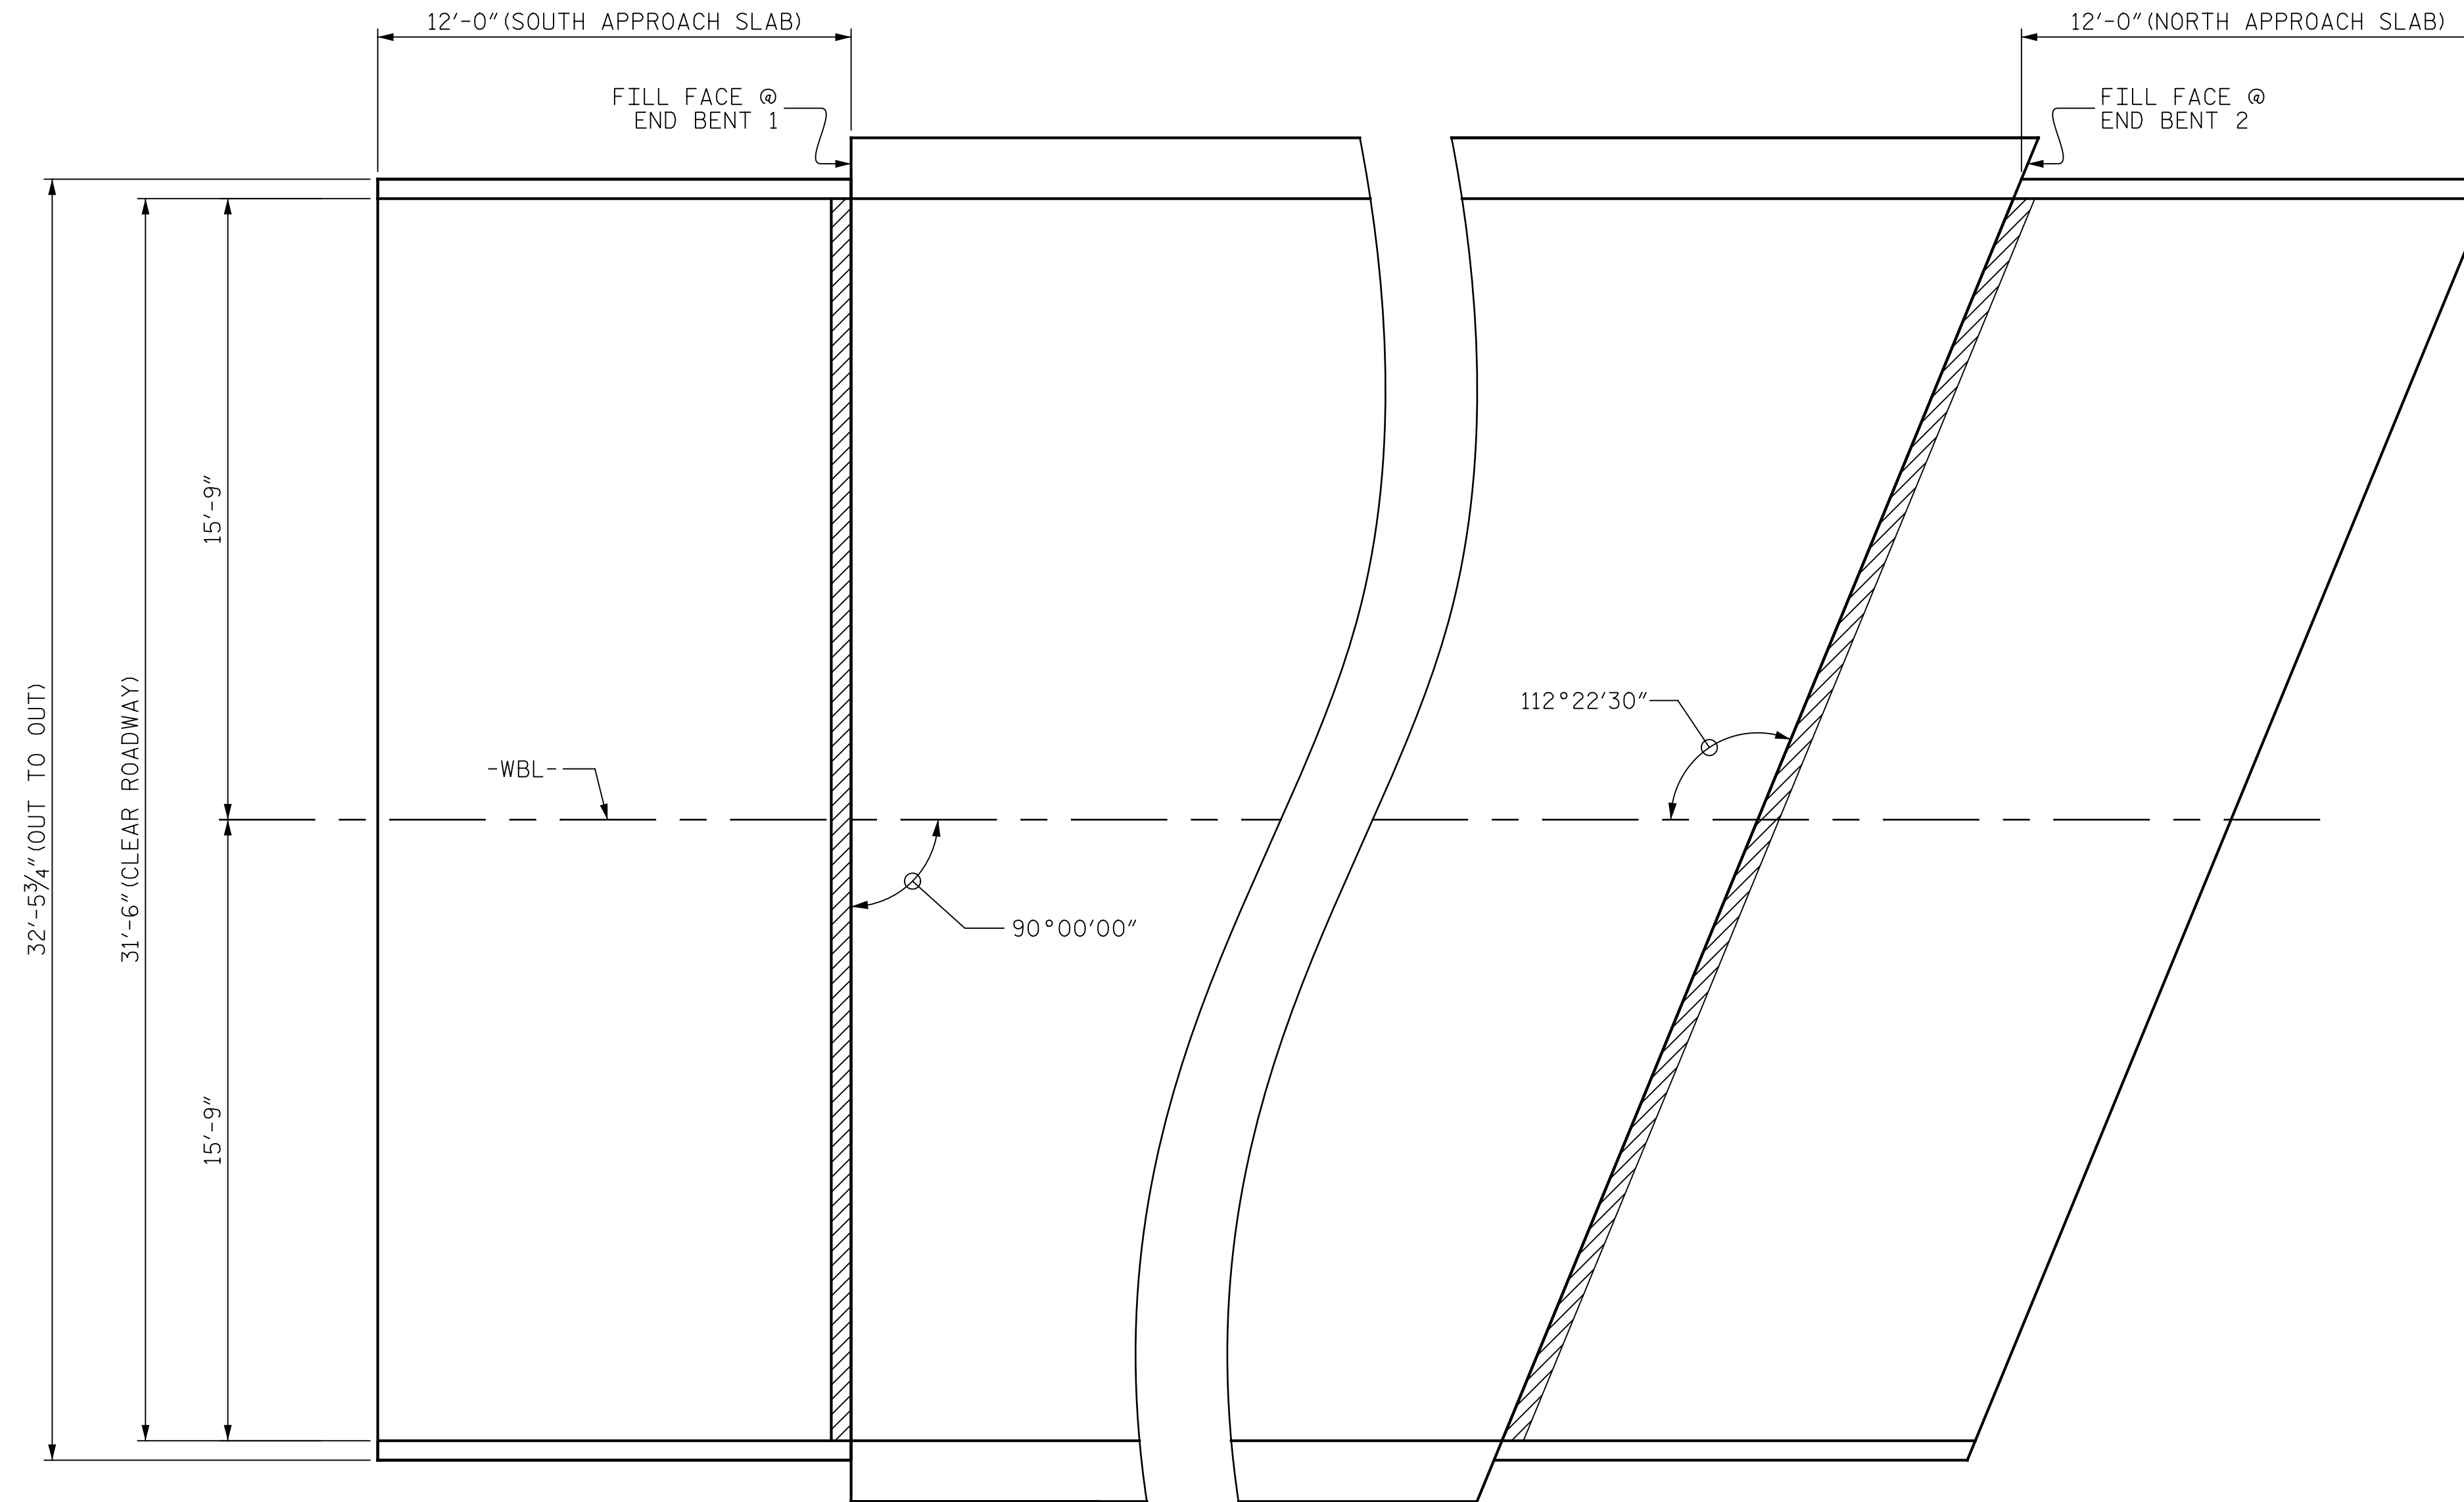 12'-0"(SOUTH APPROACH SLAB)
12'-0"(NORTH APPROACH SLAB)
FILL FACE @
END BENT 1
FILL FACE @
END BENT 2
15'-9"
32'-5¾"(OUT TO OUT)
31'-6"(CLEAR ROADWAY)
112°22'30"
-WBL-
90°00'00"
15'-9"